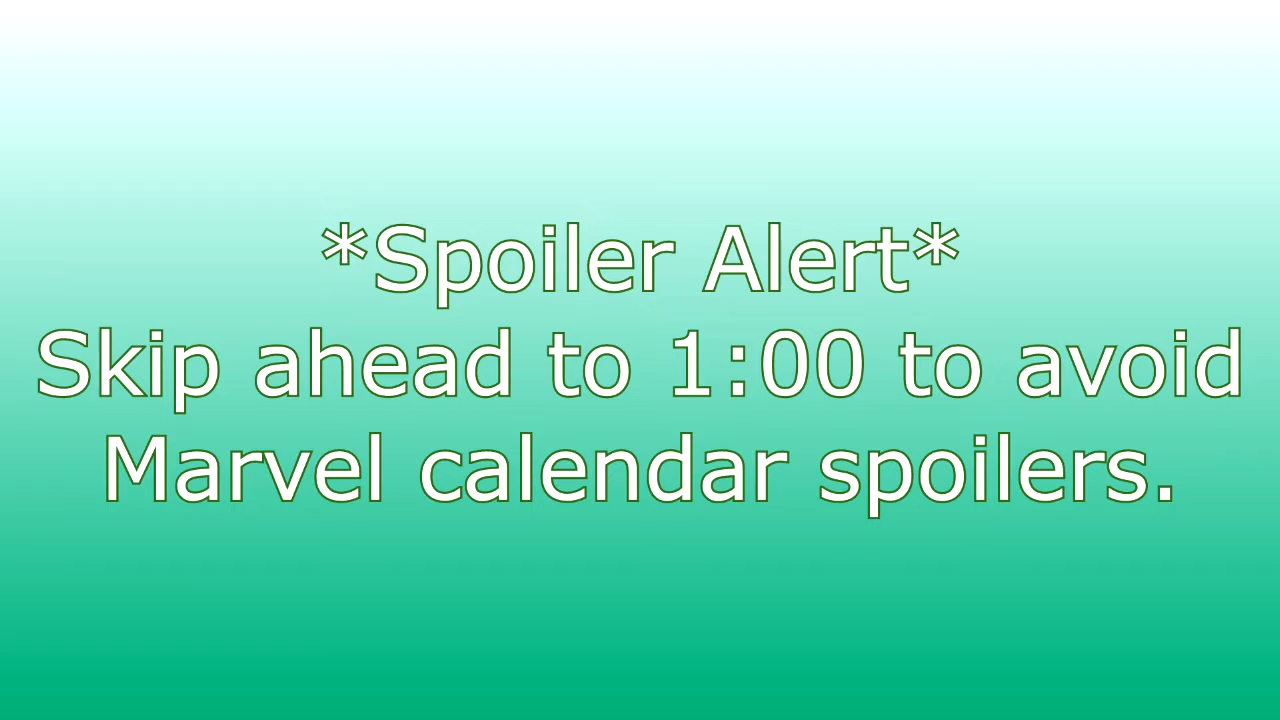 *Spoiler Alert*
Skip ahead to 1:00 to avoid
Marvel calendar spoilers.